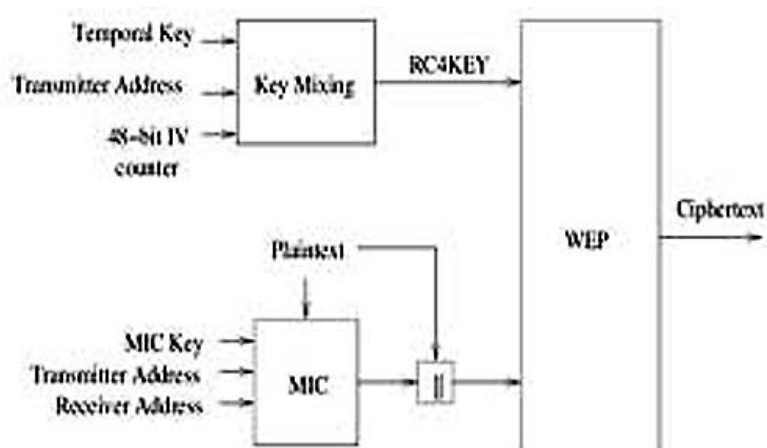 Temporal Key
Transmitter Address
48-bit IV
counter
Key Mixing
RC4KEY
WEP
Ciphertext
Plaintext
MIC Key
Transmitter Address
Receiver Address
MIC
||